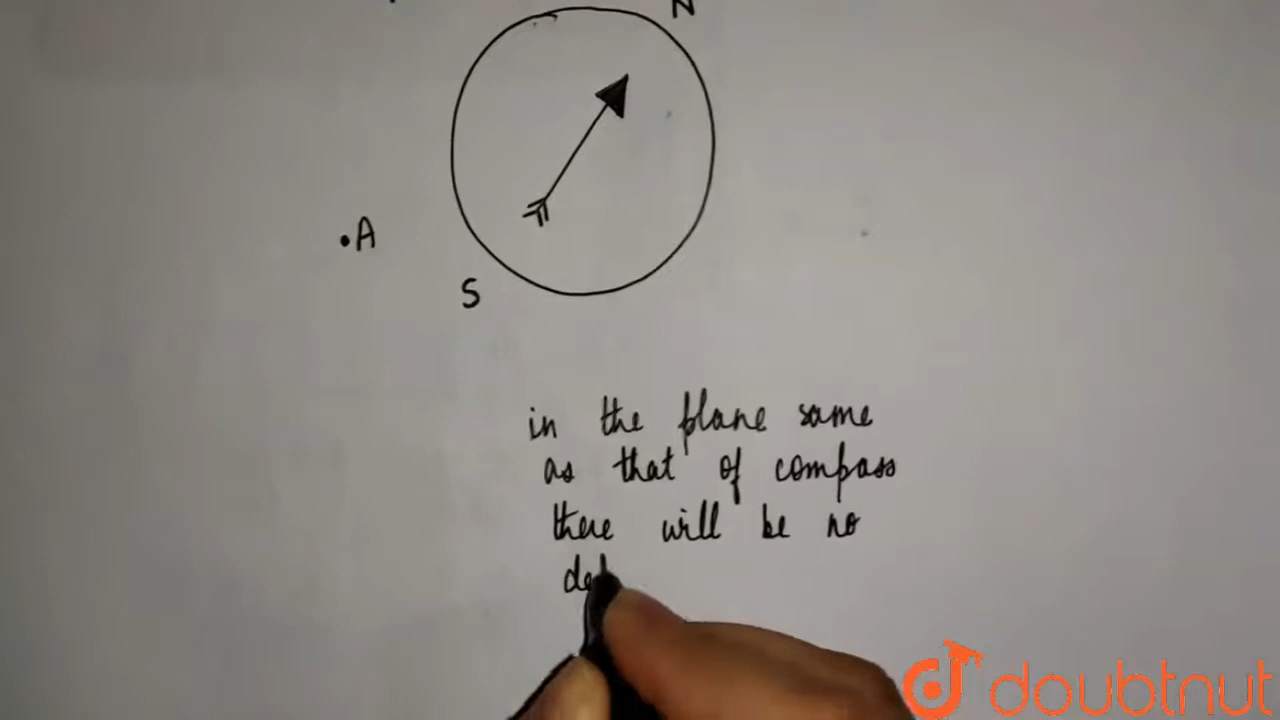 N
A
S
in the plane same
as that of compass
there will be no
doubtnut